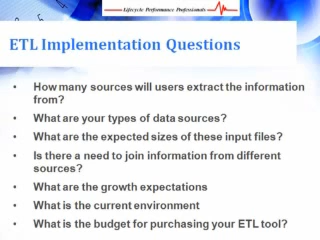 Lifecycle Performance Professionals
ETL Implementation Questions
• How many sources will users extract the information
from?
• What are your types of data sources?
• What are the expected sizes of these input files?
• Is there a need to join information from different
sources?
• What are the growth expectations
• What is the current environment
• What is the budget for purchasing your ETL tool?